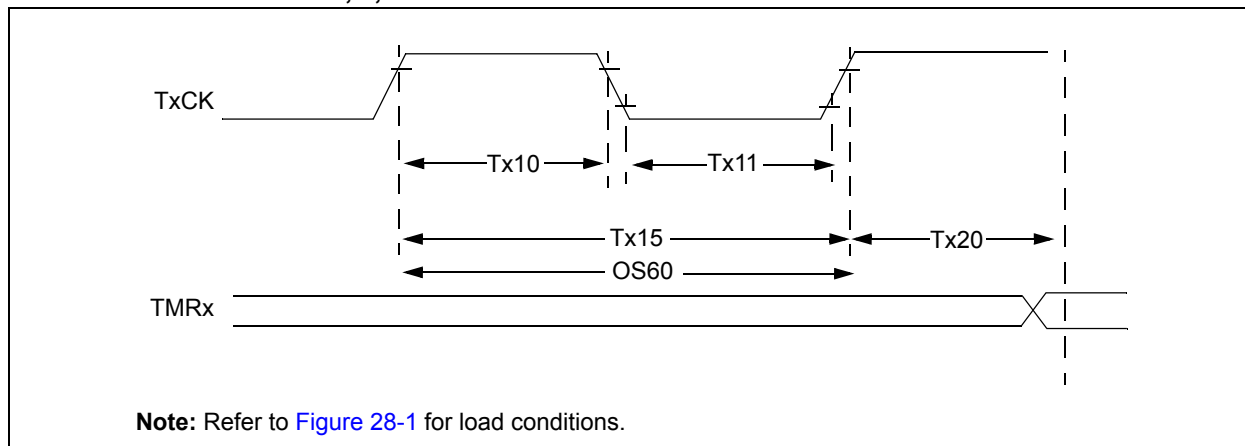 TxCK
Tx10
Tx11
Tx15
Tx20
OS60
TMRx
Note: Refer to Figure 28-1 for load conditions.